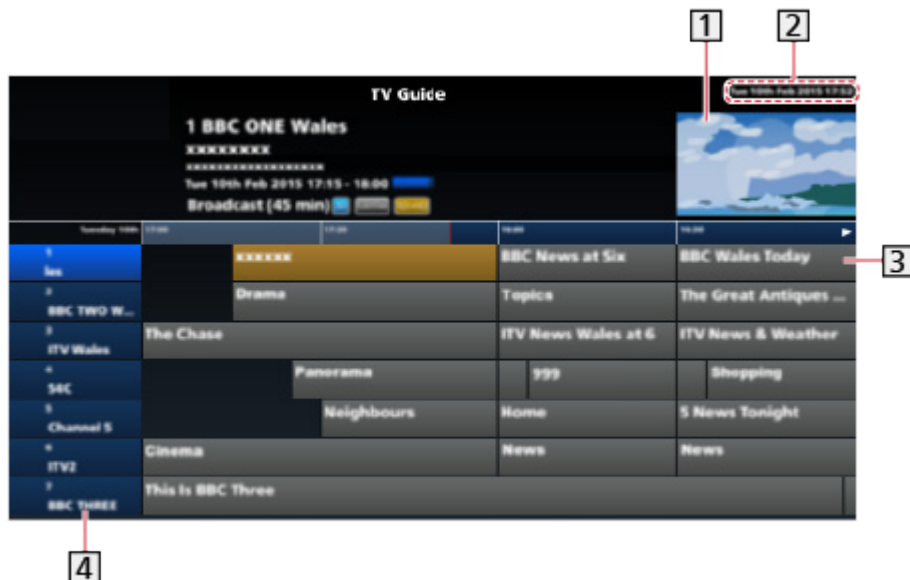 1 2
TV Guide Tue 10th Feb 2015 17:52
1 BBC ONE Wales
xxxxxxxx
xxxxxxxxxxxxxxxxxxxx
Tue 10th Feb 2015 17:15 - 18:00
Broadcast (45 min)
Tuesday 10th 17:00 17:30 18:00
1 les xxxxxx BBC News at Six BBC Wales Today 3
2 BBC TWO W... Drama Topics The Great Antiques ...
3 ITV Wales The Chase ITV News Wales at 6 ITV News & Weather
4 S4C Panorama 999 Shopping
5 Channel 5 Neighbours Home 5 News Tonight
6 ITV2 Cinema News News
7 BBC THREE This Is BBC Three
4